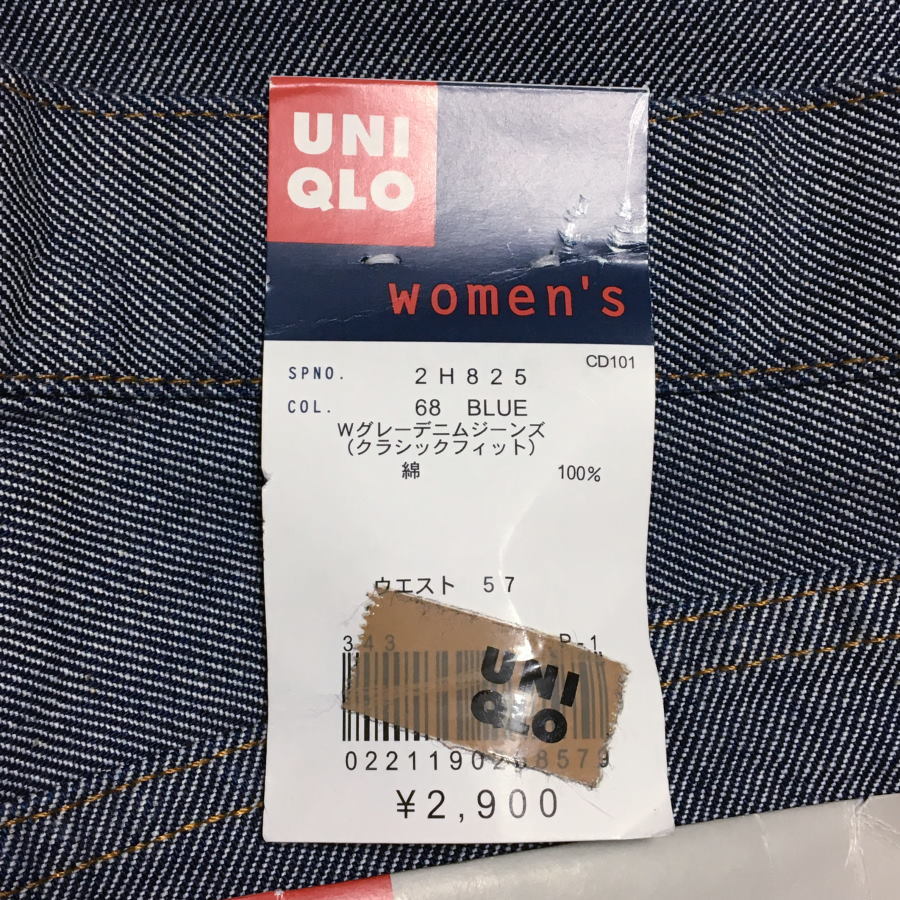 UNI
QLO
women's
CD101
SPNO. 2H825
COL. 68 BLUE
Wグレーデニムジーンズ
(クラシックフィット)
綿 100%
ウエスト 57
343 P-1
UNI
QLO
¥2,900